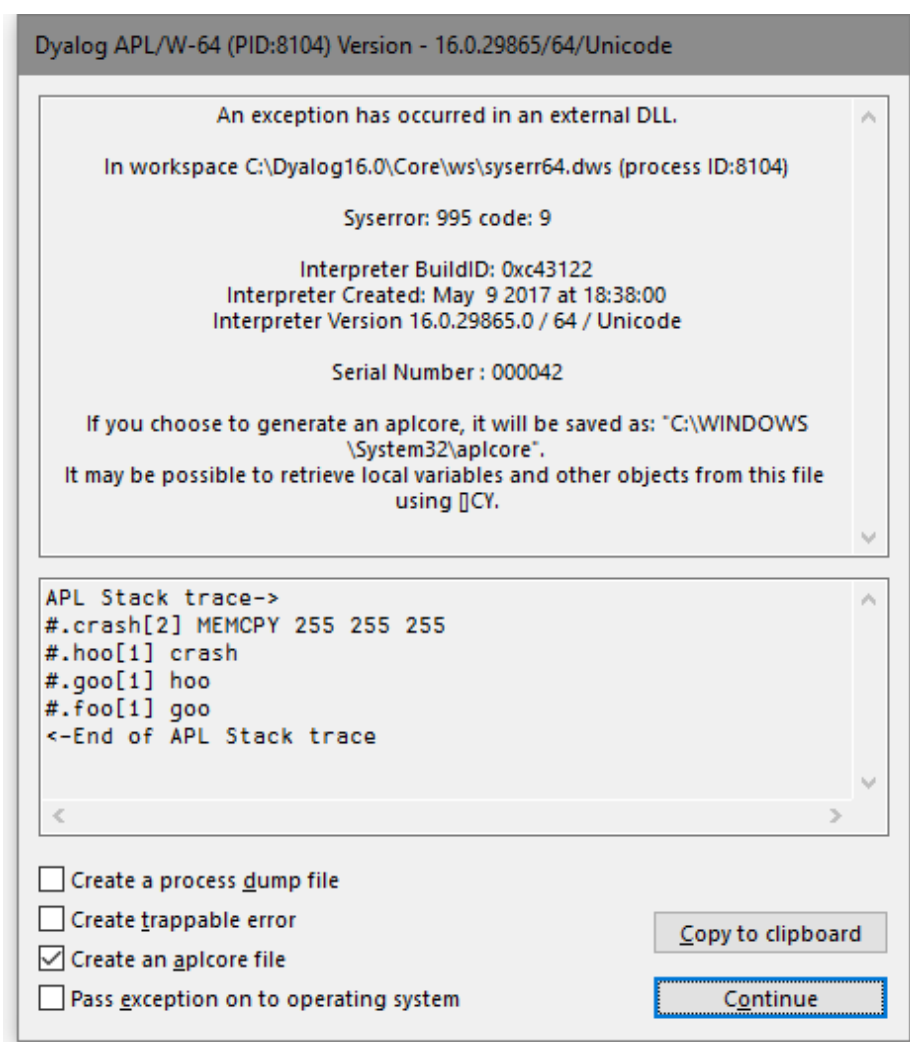 Dyalog APL/W-64 (PID:8104) Version - 16.0.29865/64/Unicode
An exception has occurred in an external DLL.
In workspace C:\Dyalog16.0\Core\ws\syserr64.dws (process ID:8104)
Syserror: 995 code: 9
Interpreter BuildID: 0xc43122
Interpreter Created: May  9 2017 at 18:38:00
Interpreter Version 16.0.29865.0 / 64 / Unicode
Serial Number : 000042
If you choose to generate an aplcore, it will be saved as: "C:\WINDOWS
\System32\aplcore".
It may be possible to retrieve local variables and other objects from this file
using ▯CY.
APL Stack trace->
#.crash[2] MEMCPY 255 255 255
#.hoo[1] crash
#.goo[1] hoo
#.foo[1] goo
<-End of APL Stack trace
Create a process dump file
Create trappable error
Copy to clipboard
Create an aplcore file
Pass exception on to operating system
Continue